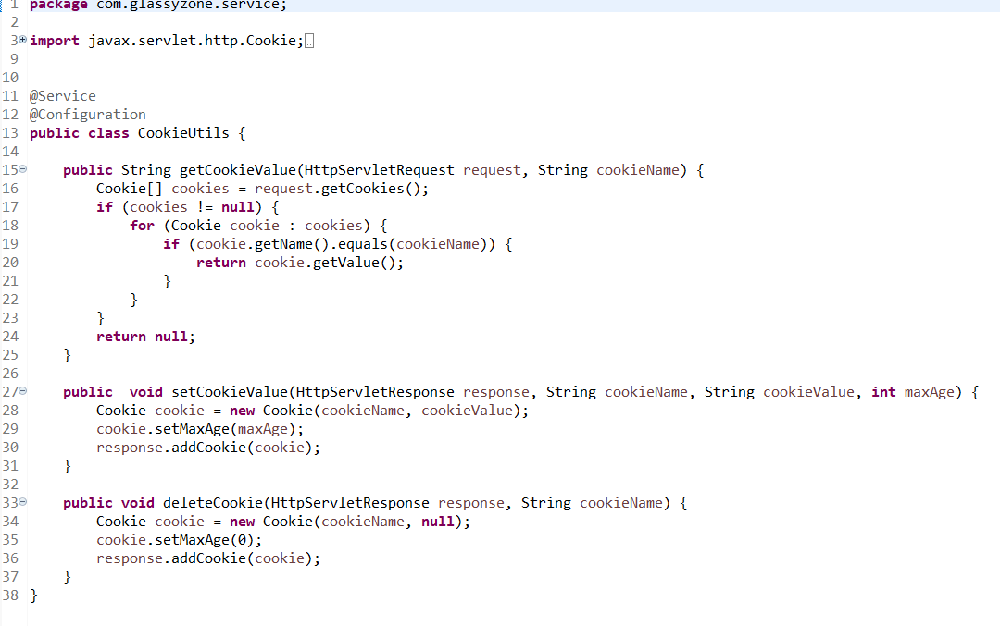 1 package com.glassyzone.service;
2
3 import javax.servlet.http.Cookie;
9
10
11 @Service
12 @Configuration
13 public class CookieUtils {
14
15     public String getCookieValue(HttpServletRequest request, String cookieName) {
16         Cookie[] cookies = request.getCookies();
17         if (cookies != null) {
18             for (Cookie cookie : cookies) {
19                 if (cookie.getName().equals(cookieName)) {
20                     return cookie.getValue();
21                 }
22             }
23         }
24         return null;
25     }
26
27     public  void setCookieValue(HttpServletResponse response, String cookieName, String cookieValue, int maxAge) {
28         Cookie cookie = new Cookie(cookieName, cookieValue);
29         cookie.setMaxAge(maxAge);
30         response.addCookie(cookie);
31     }
32
33     public void deleteCookie(HttpServletResponse response, String cookieName) {
34         Cookie cookie = new Cookie(cookieName, null);
35         cookie.setMaxAge(0);
36         response.addCookie(cookie);
37     }
38 }